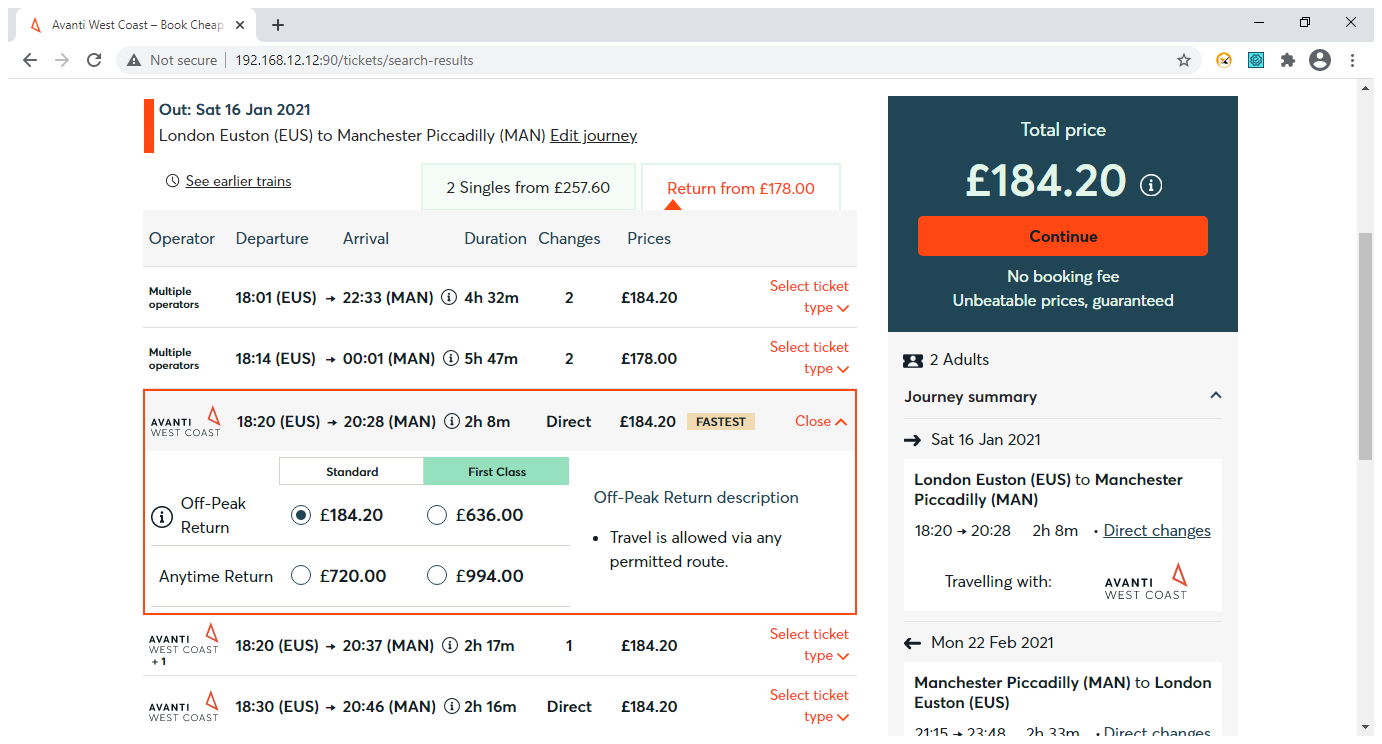 Avanti West Coast – Book Cheap
Not secure 192.168.12.12:90/tickets/search-results
Out: Sat 16 Jan 2021
London Euston (EUS) to Manchester Piccadilly (MAN) Edit journey
See earlier trains
2 Singles from £257.60
Return from £178.00
Operator Departure Arrival Duration Changes Prices
Multiple
operators
18:01 (EUS) → 22:33 (MAN) 4h 32m 2 £184.20
Select ticket
type
Multiple
operators
18:14 (EUS) → 00:01 (MAN) 5h 47m 2 £178.00
Select ticket
type
AVANTI
WEST COAST
18:20 (EUS) → 20:28 (MAN) 2h 8m Direct £184.20 FASTEST Close
Standard First Class
Off-Peak
Return
£184.20 £636.00
Anytime Return £720.00 £994.00
Off-Peak Return description
• Travel is allowed via any
permitted route.
AVANTI
WEST COAST
+ 1
18:20 (EUS) → 20:37 (MAN) 2h 17m 1 £184.20
Select ticket
type
AVANTI
WEST COAST
18:30 (EUS) → 20:46 (MAN) 2h 16m Direct £184.20
Select ticket
type
Total price
£184.20
Continue
No booking fee
Unbeatable prices, guaranteed
2 Adults
Journey summary
→ Sat 16 Jan 2021
London Euston (EUS) to Manchester
Piccadilly (MAN)
18:20 → 20:28 2h 8m • Direct changes
Travelling with:
AVANTI
WEST COAST
← Mon 22 Feb 2021
Manchester Piccadilly (MAN) to London
Euston (EUS)
21:15 → 23:48 2h 33m • Direct changes